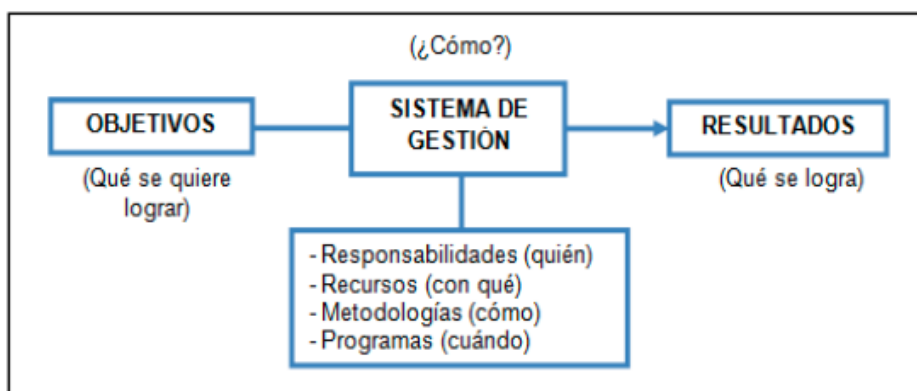 (¿Cómo?)
OBJETIVOS
(Qué se quiere
lograr)
SISTEMA DE
GESTIÓN
RESULTADOS
(Qué se logra)
- Responsabilidades (quién)
- Recursos (con qué)
- Metodologías (cómo)
- Programas (cuándo)